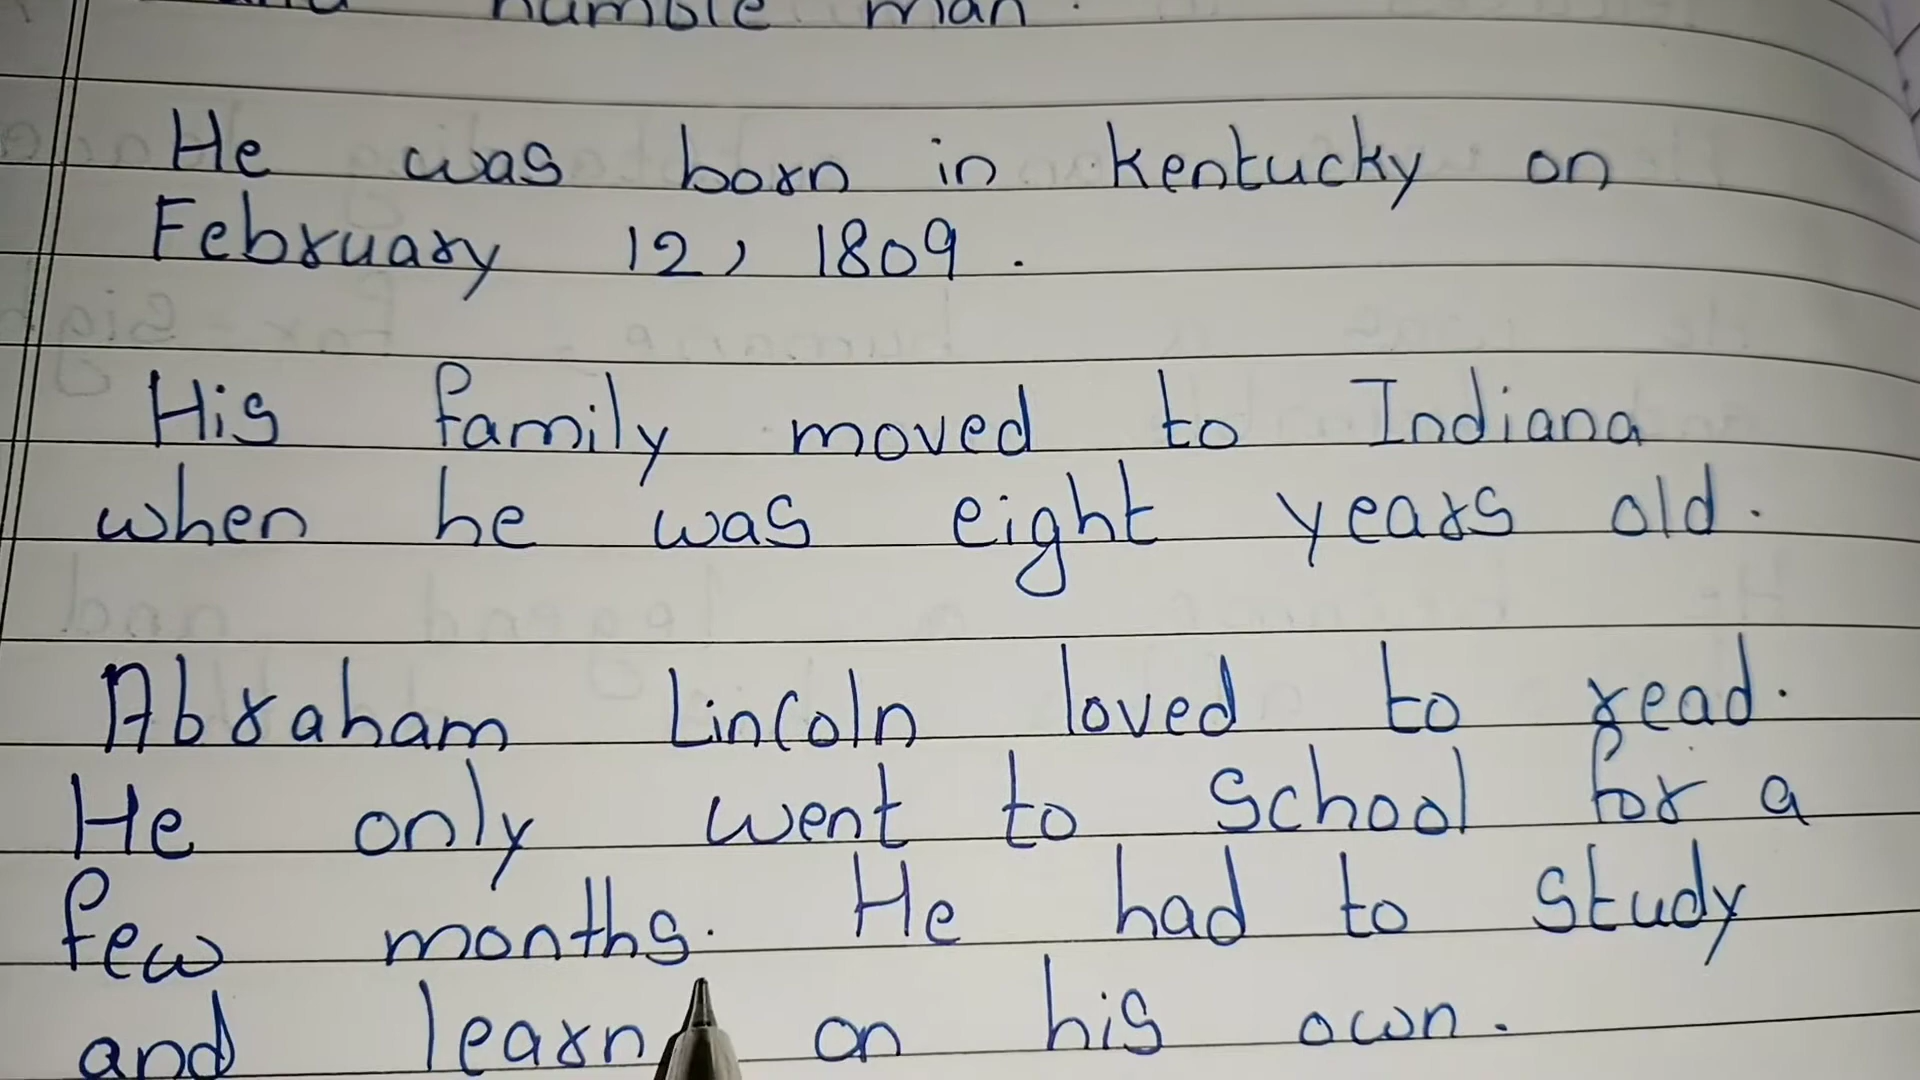 humble man.
He was born in Kentucky on
February 12, 1809.
His family moved to Indiana
when he was eight years old.
Abraham Lincoln loved to read.
He only went to School for a
few months. He had to Study
and learn on his own.